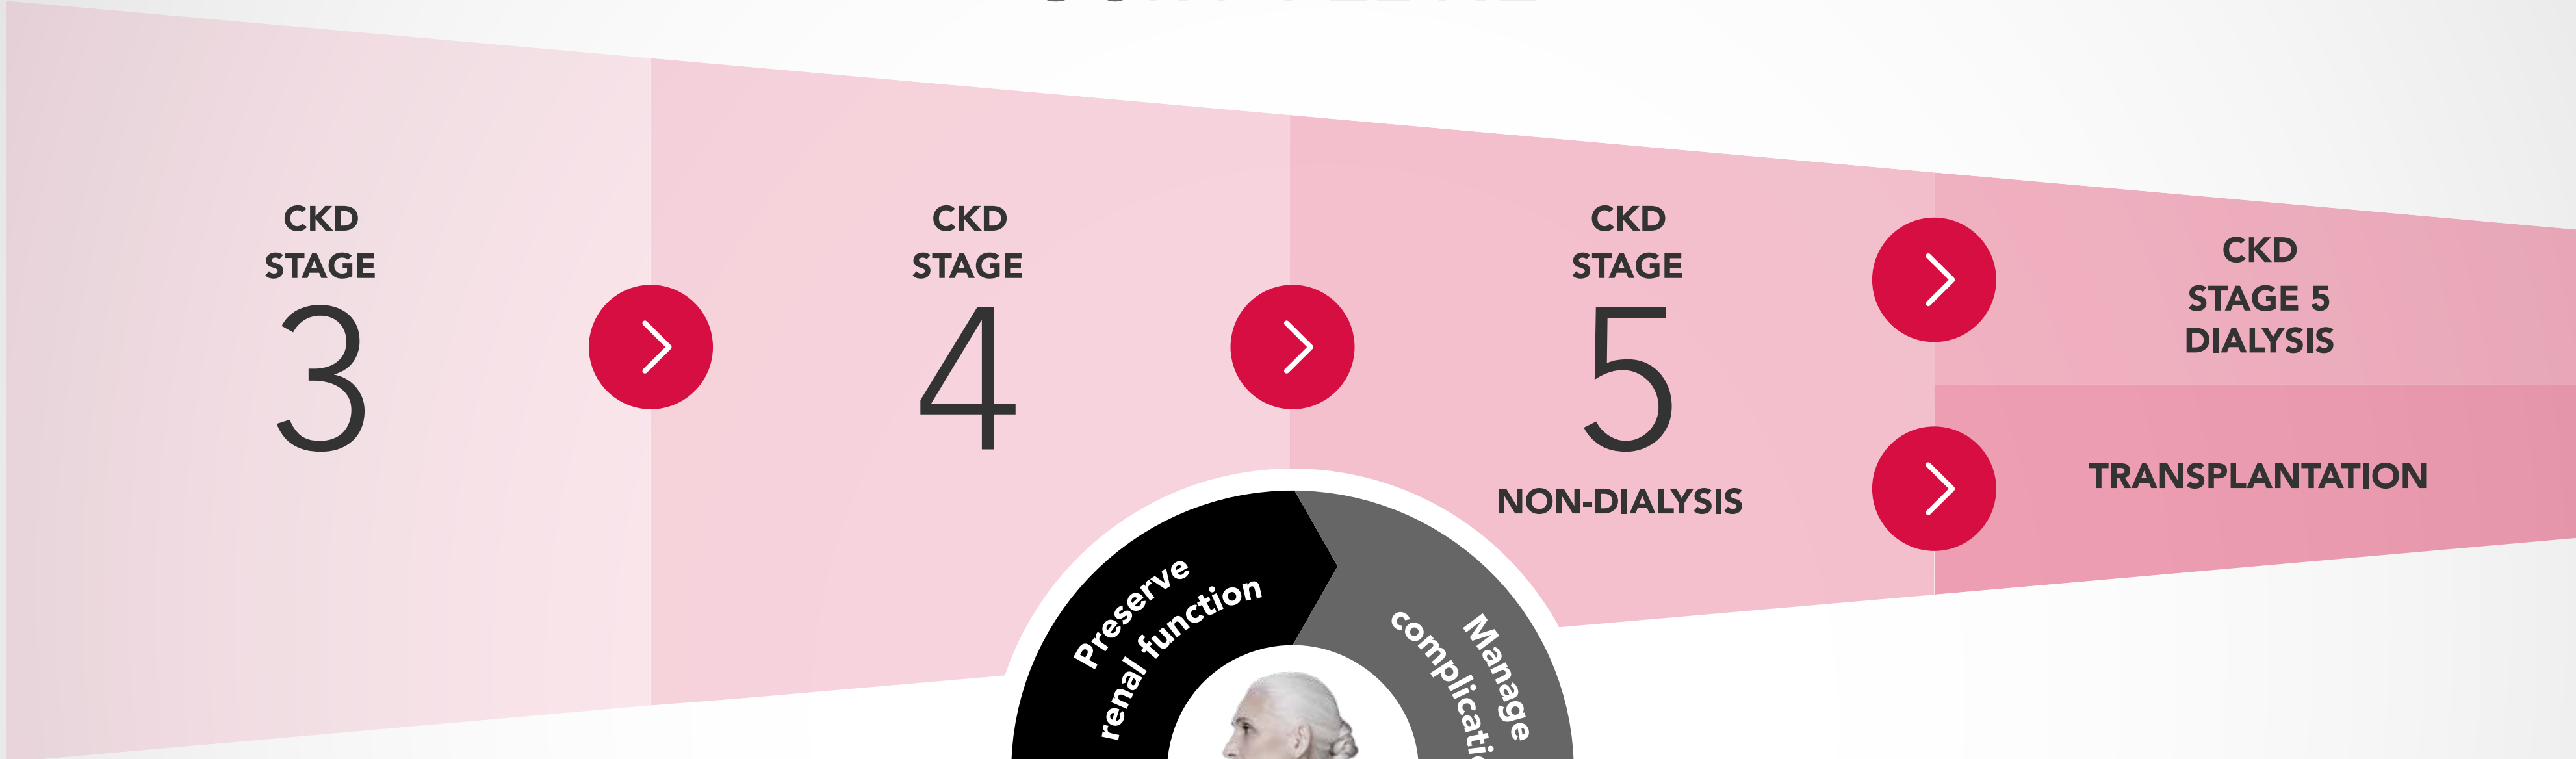 CKD
STAGE
3
CKD
STAGE
4
CKD
STAGE
5
NON-DIALYSIS
CKD
STAGE 5
DIALYSIS
TRANSPLANTATION
Preserve
renal function
Manage